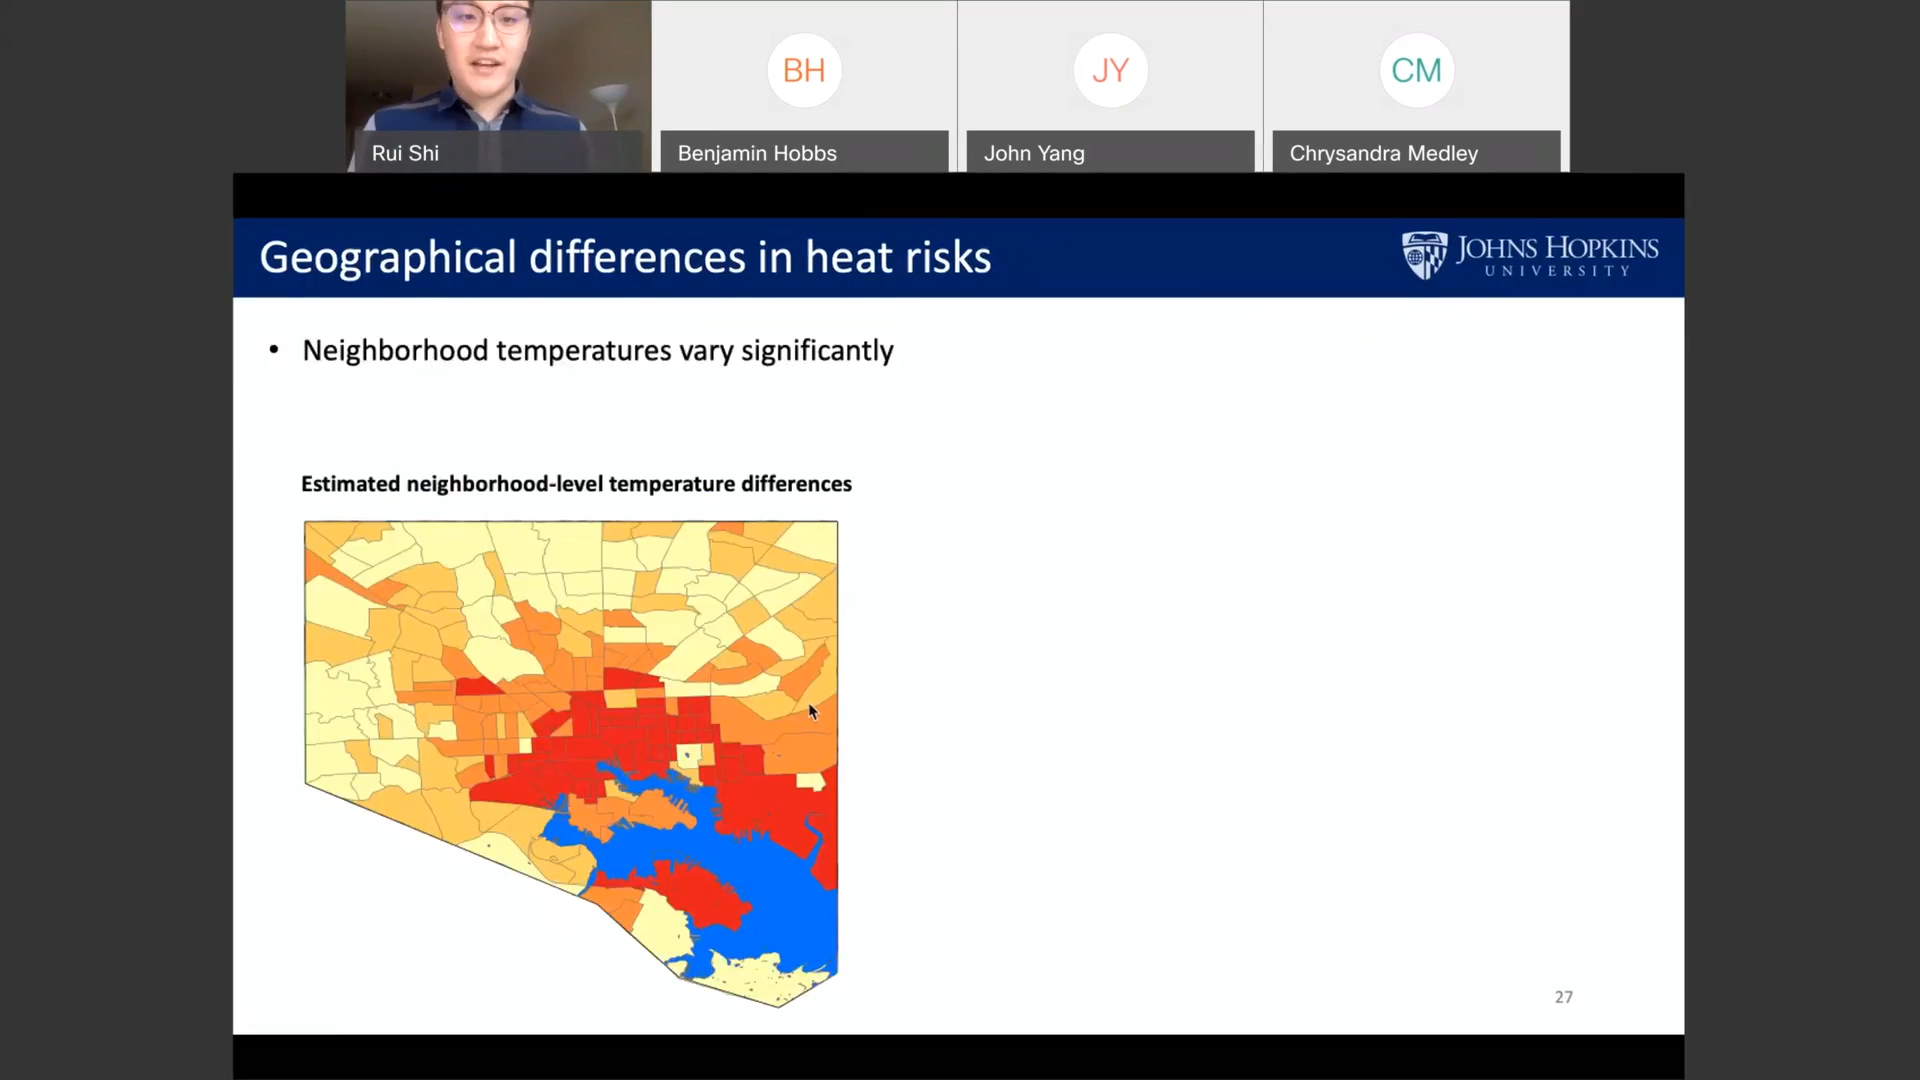 BH
JY
CM
Rui Shi
Benjamin Hobbs
John Yang
Chrysandra Medley
Geographical differences in heat risks
JOHNS HOPKINS
UNIVERSITY
• Neighborhood temperatures vary significantly
Estimated neighborhood-level temperature differences
27